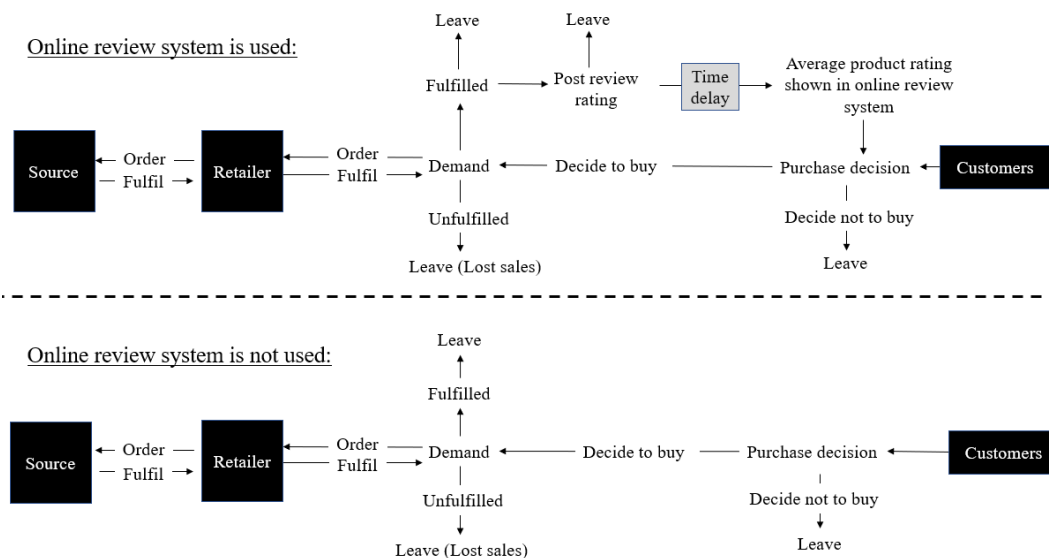 Leave
Leave
Online review system is used:
Average product rating
shown in online review
system
Time
delay
Post review
rating
Fulfilled
Source
Order
Fulfil
Retailer
Order
Fulfil
Demand
Decide to buy
Purchase decision
Customers
Unfulfilled
Decide not to buy
Leave (Lost sales)
Leave
Leave
Online review system is not used:
Fulfilled
Source
Order
Fulfil
Retailer
Order
Fulfil
Demand
Decide to buy
Purchase decision
Customers
Unfulfilled
Decide not to buy
Leave (Lost sales)
Leave